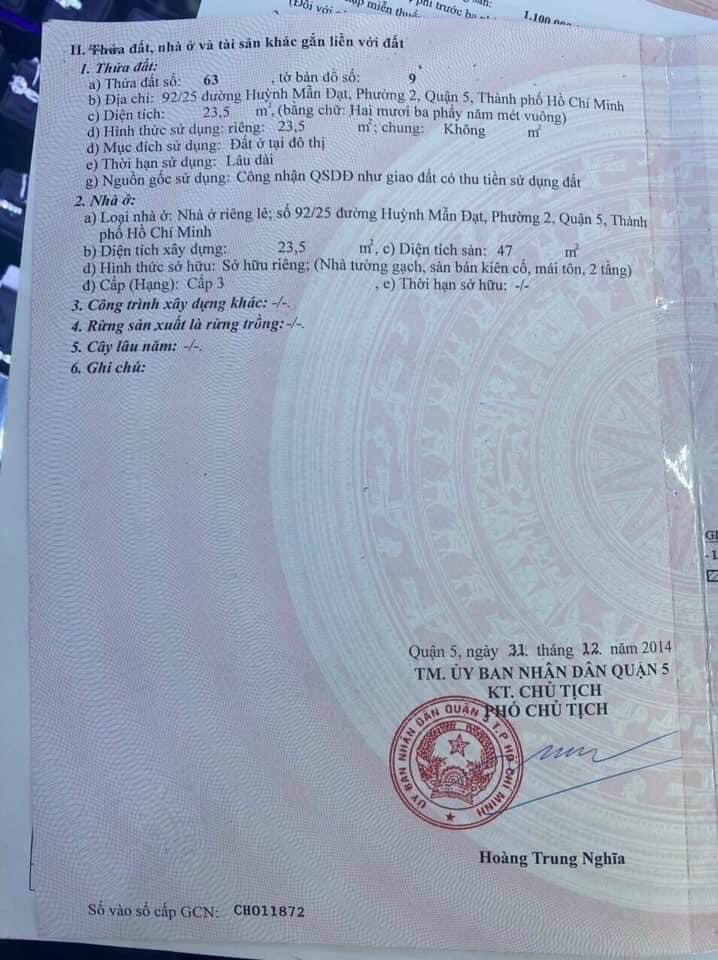 (Đối với
miễn thuế
phí trước bạ
1.100.000
II. Thửa đất, nhà ở và tài sản khác gắn liền với đất
1. Thửa đất:
a) Thửa đất số: 63 , tờ bản đồ số: 9
b) Địa chỉ: 92/25 đường Huỳnh Mẫn Đạt, Phường 2, Quận 5, Thành phố Hồ Chí Minh
c) Diện tích: 23,5 m², (bằng chữ: Hai mươi ba phẩy năm mét vuông)
d) Hình thức sử dụng: riêng: 23,5 m²; chung: Không m²
đ) Mục đích sử dụng: Đất ở tại đô thị
e) Thời hạn sử dụng: Lâu dài
g) Nguồn gốc sử dụng: Công nhận QSDĐ như giao đất có thu tiền sử dụng đất
2. Nhà ở:
a) Loại nhà ở: Nhà ở riêng lẻ; số 92/25 đường Huỳnh Mẫn Đạt, Phường 2, Quận 5, Thành
phố Hồ Chí Minh
b) Diện tích xây dựng: 23,5 m², c) Diện tích sàn: 47 m²
d) Hình thức sở hữu: Sở hữu riêng; (Nhà tường gạch, sàn bán kiên cố, mái tôn, 2 tầng)
đ) Cấp (Hạng): Cấp 3 , e) Thời hạn sở hữu: -/-
3. Công trình xây dựng khác: -/-.
4. Rừng sản xuất là rừng trồng:-/-.
5. Cây lâu năm: -/-.
6. Ghi chú:
Quận 5, ngày 31 tháng 12 năm 2014
TM. ỦY BAN NHÂN DÂN QUẬN 5
KT. CHỦ TỊCH
PHÓ CHỦ TỊCH
ỦY BAN NHÂN DÂN QUẬN 5 T.P HỒ CHÍ MINH
Hoàng Trung Nghĩa
Số vào sổ cấp GCN: CH011872